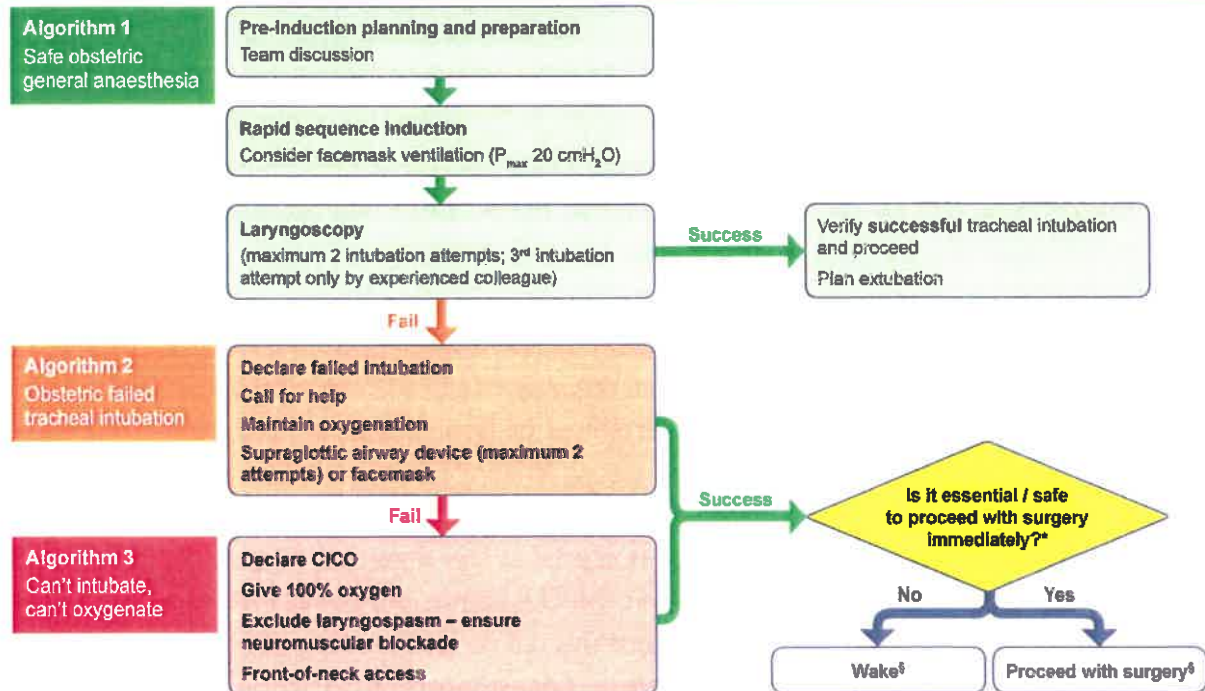 Algorithm 1
Safe obstetric
general anaesthesia
Pre-induction planning and preparation
Team discussion
Rapid sequence induction
Consider facemask ventilation (Pmax 20 cmH2O)
Laryngoscopy
(maximum 2 intubation attempts; 3rd intubation
attempt only by experienced colleague)
Success
Verify successful tracheal intubation
and proceed
Plan extubation
Fail
Algorithm 2
Obstetric failed
tracheal intubation
Declare failed intubation
Call for help
Maintain oxygenation
Supraglottic airway device (maximum 2
attempts) or facemask
Success
Is it essential / safe
to proceed with surgery
immediately?*
Fail
Algorithm 3
Can't intubate,
can't oxygenate
Declare CICO
Give 100% oxygen
Exclude laryngospasm – ensure
neuromuscular blockade
Front-of-neck access
No
Yes
Wake§
Proceed with surgery§